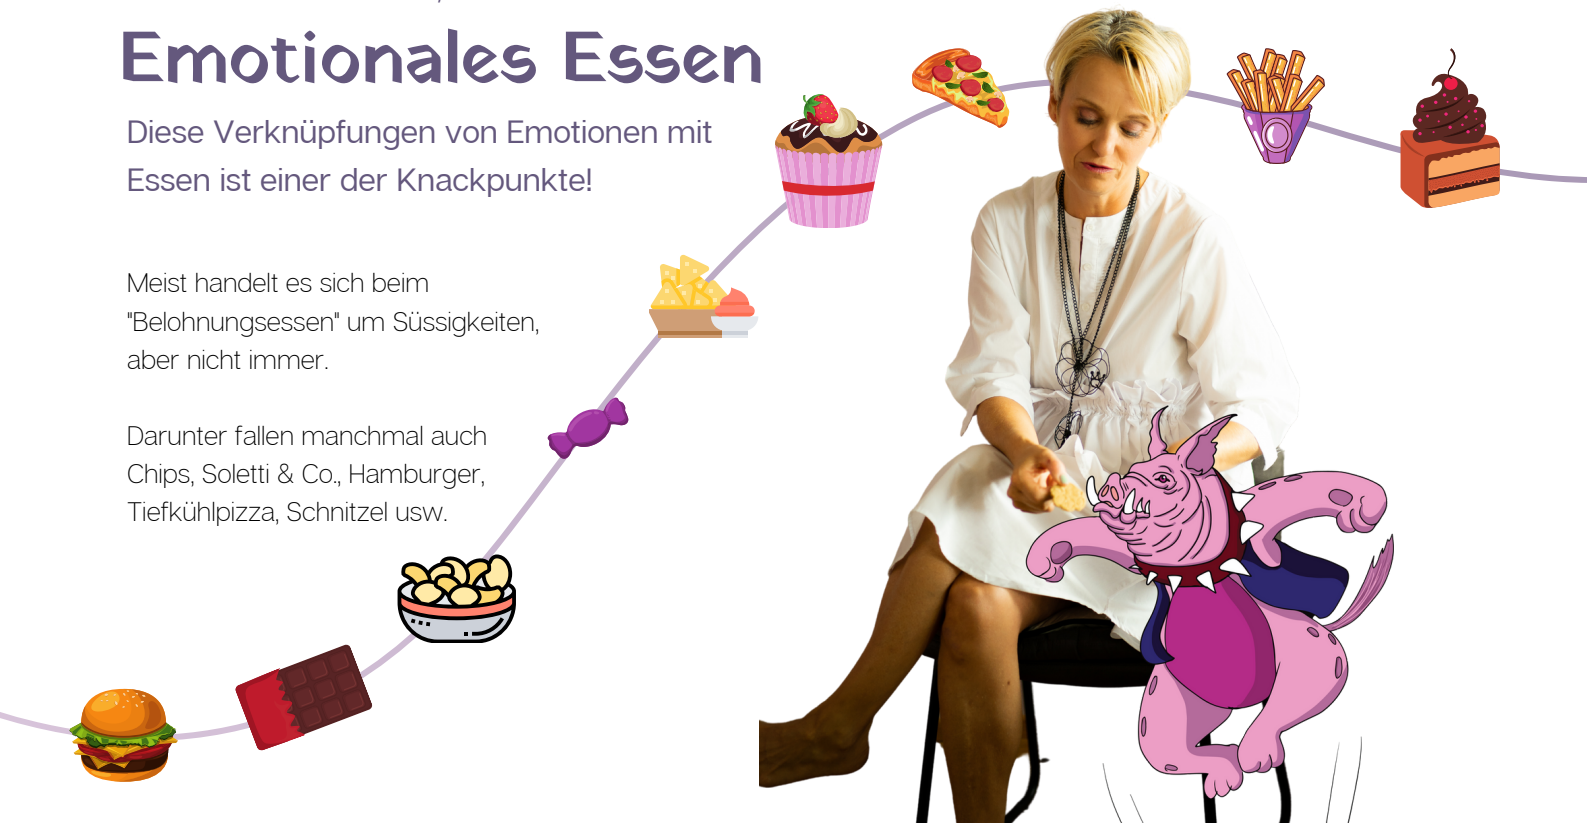 Emotionales Essen
Diese Verknüpfungen von Emotionen mit
Essen ist einer der Knackpunkte!
Meist handelt es sich beim
"Belohnungsessen" um Süssigkeiten,
aber nicht immer.
Darunter fallen manchmal auch
Chips, Soletti & Co., Hamburger,
Tiefkühlpizza, Schnitzel usw.